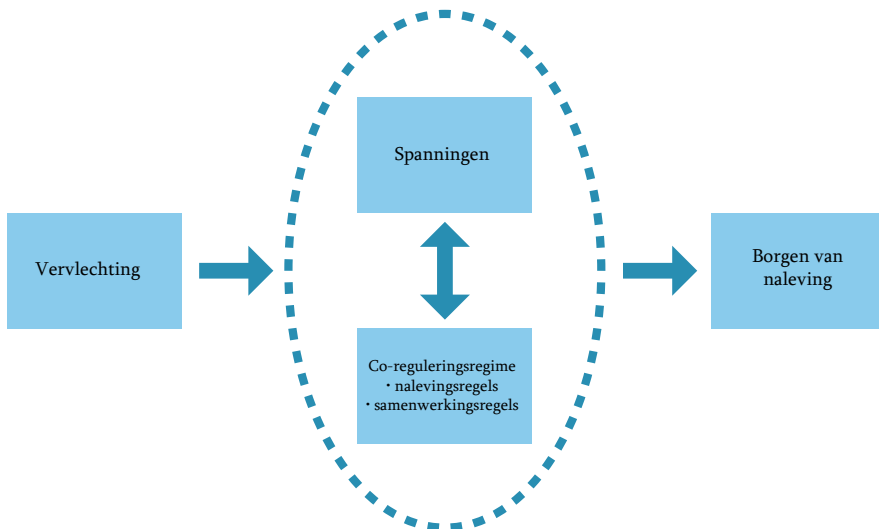 Vervlechting
Spanningen
Co-reguleringsregime
· nalevingsregels
· samenwerkingsregels
Borgen van
naleving